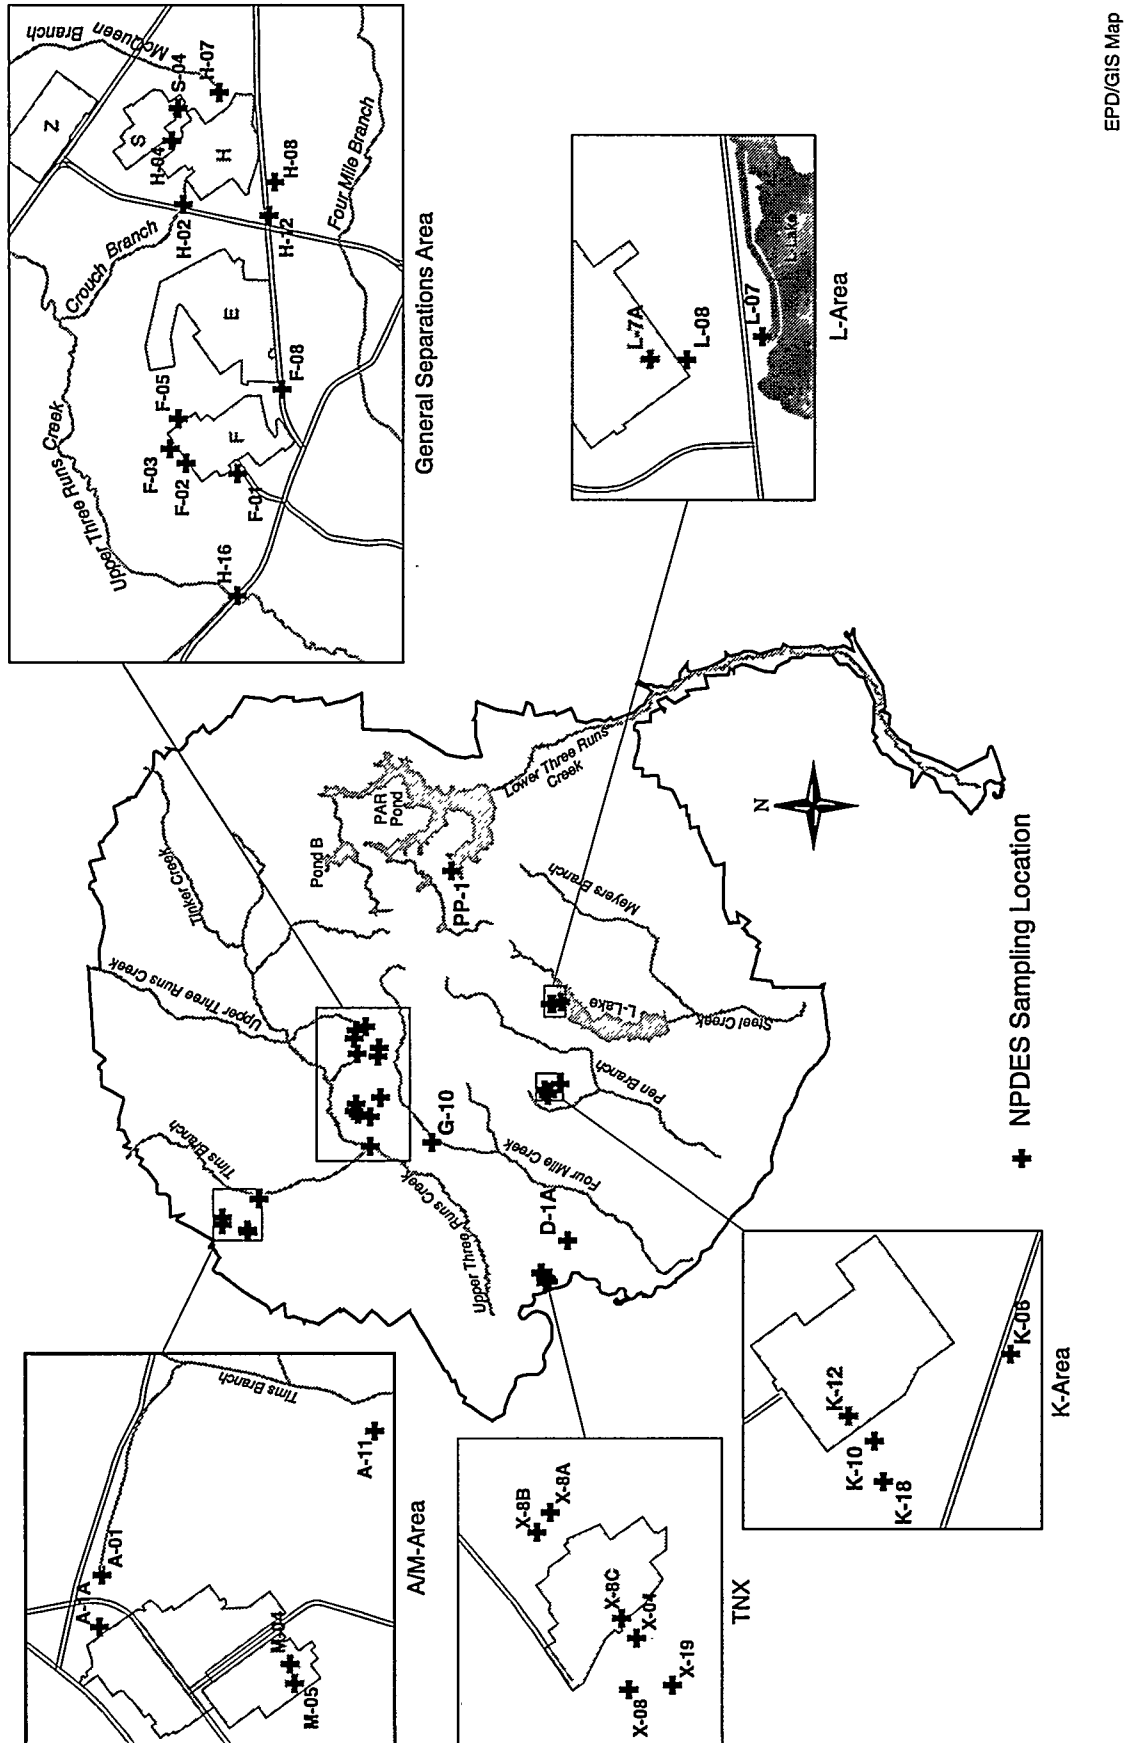 A/M-Area
A-1A
A-01
A-11
M-04
M-05
Tims Branch
TNX
X-8B
X-8A
X-8C
X-04
X-08
X-19
K-Area
K-12
K-10
K-18
K-06
General Separations Area
Upper Three Runs Creek
Crouch Branch
McQueen Branch
Four Mile Branch
Z
S
H
E
F
H-16
F-01
F-02
F-03
F-05
F-08
H-02
H-04
S-04
H-07
H-08
H-12
L-Area
L-7A
L-08
L-07
L-Lake
Tims Branch
Upper Three Runs Creek
Tinker Creek
Pond B
PAR
Pond
PP-1
Lower Three Runs
Creek
Meyers Branch
L-Lake
Steel Creek
Pen Branch
Four Mile Creek
G-10
D-1A
Upper Three Runs Creek
N
NPDES Sampling Location
EPD/GIS Map